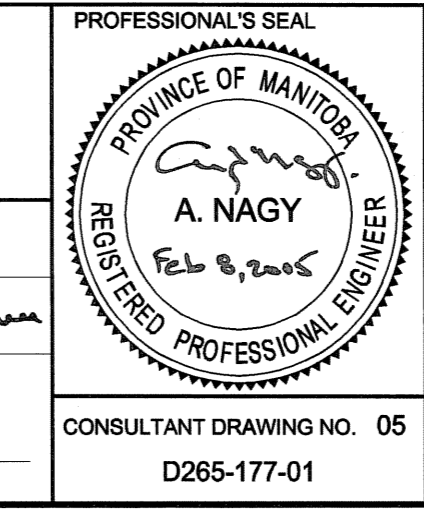 PROFESSIONAL'S SEAL
PROVINCE OF MANITOBA
A. NAGY
Feb 8, 2005
REGISTERED PROFESSIONAL ENGINEER
CONSULTANT DRAWING NO. 05
D265-177-01